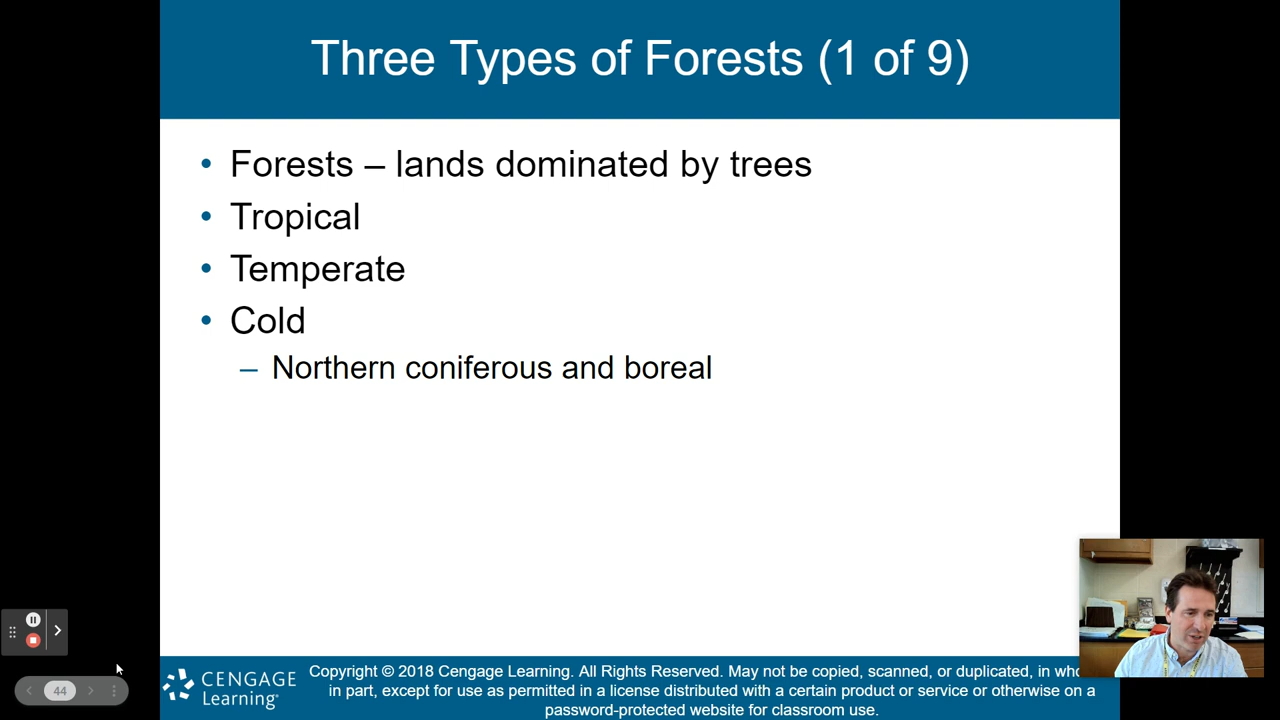 Three Types of Forests (1 of 9)
• Forests – lands dominated by trees
• Tropical
• Temperate
• Cold
– Northern coniferous and boreal
44
CENGAGE
Learning
Copyright © 2018 Cengage Learning. All Rights Reserved. May not be copied, scanned, or duplicated, in
in part, except for use as permitted in a license distributed with a certain product or service or otherwise on a
password-protected website for classroom use.